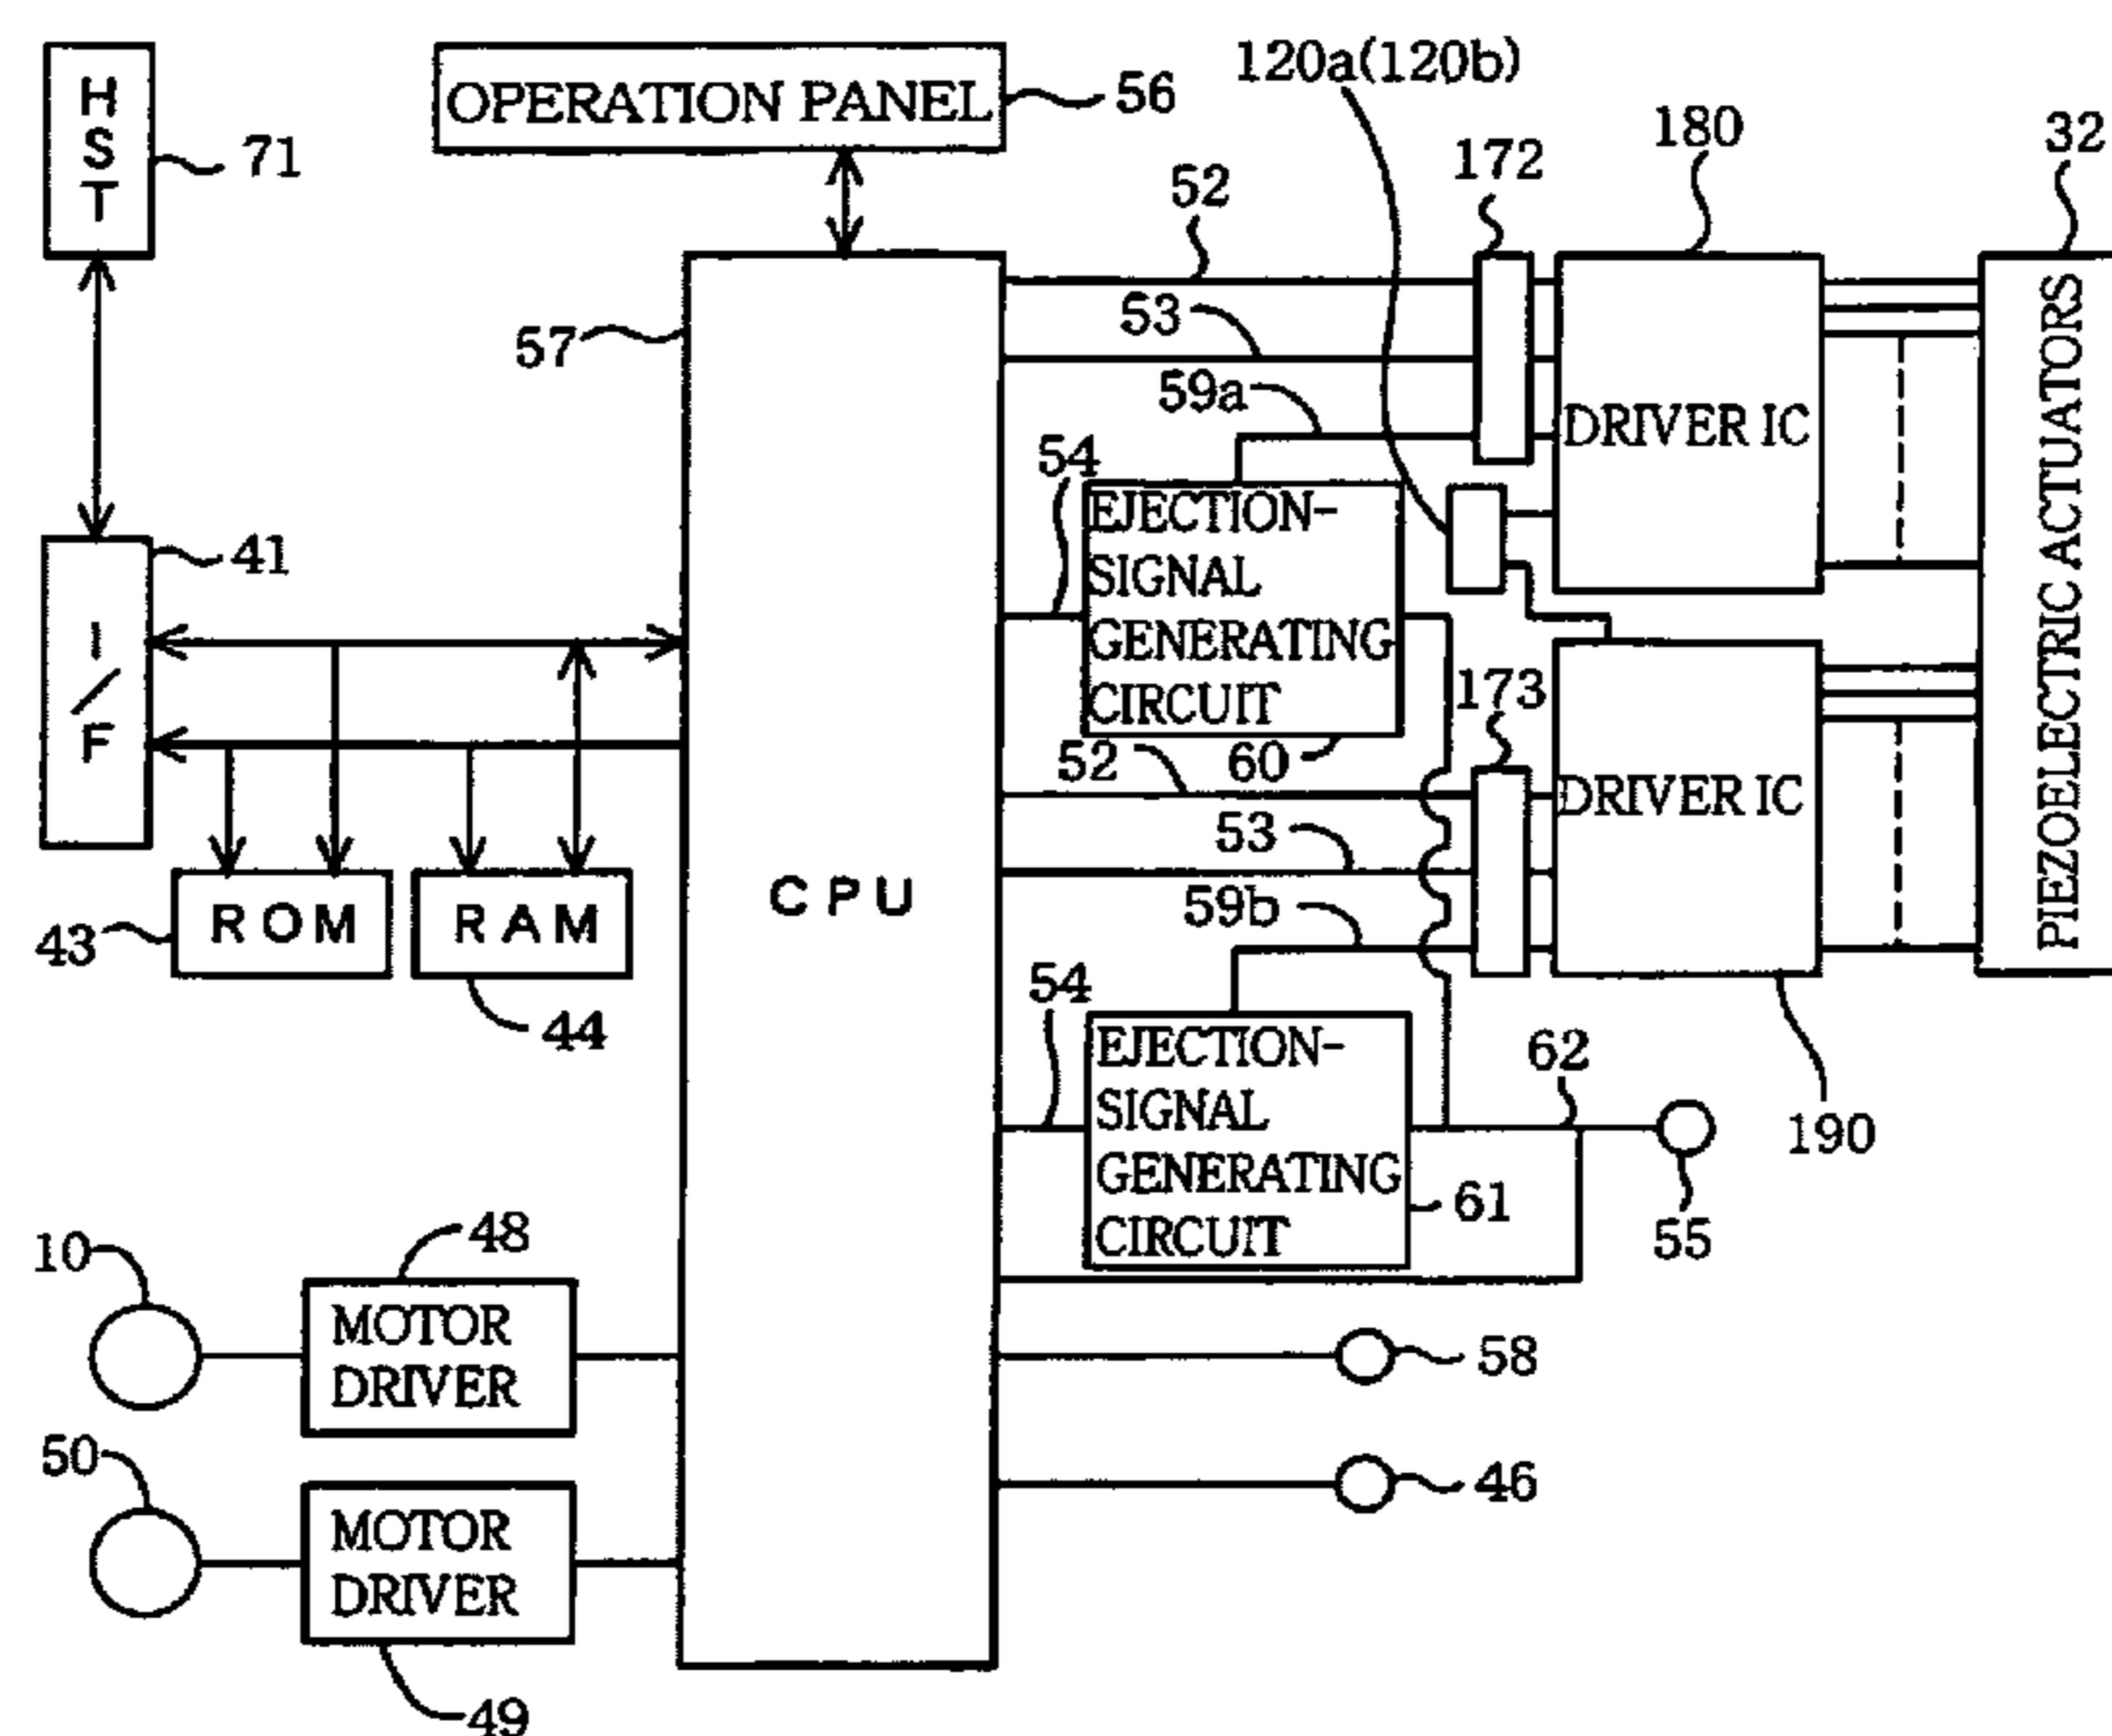 H
S
T
71
OPERATION PANEL
56
120a(120b)
172
180
32
52
53
57
59a
54
DRIVER IC
PIEZOELECTRIC ACTUATORS
EJECTION-
SIGNAL
GENERATING
CIRCUIT
60
41
I
/
F
173
52
DRIVER IC
53
CPU
59b
ROM
43
RAM
44
54
EJECTION-
SIGNAL
GENERATING
CIRCUIT
61
62
55
190
10
48
MOTOR
DRIVER
58
50
MOTOR
DRIVER
46
49